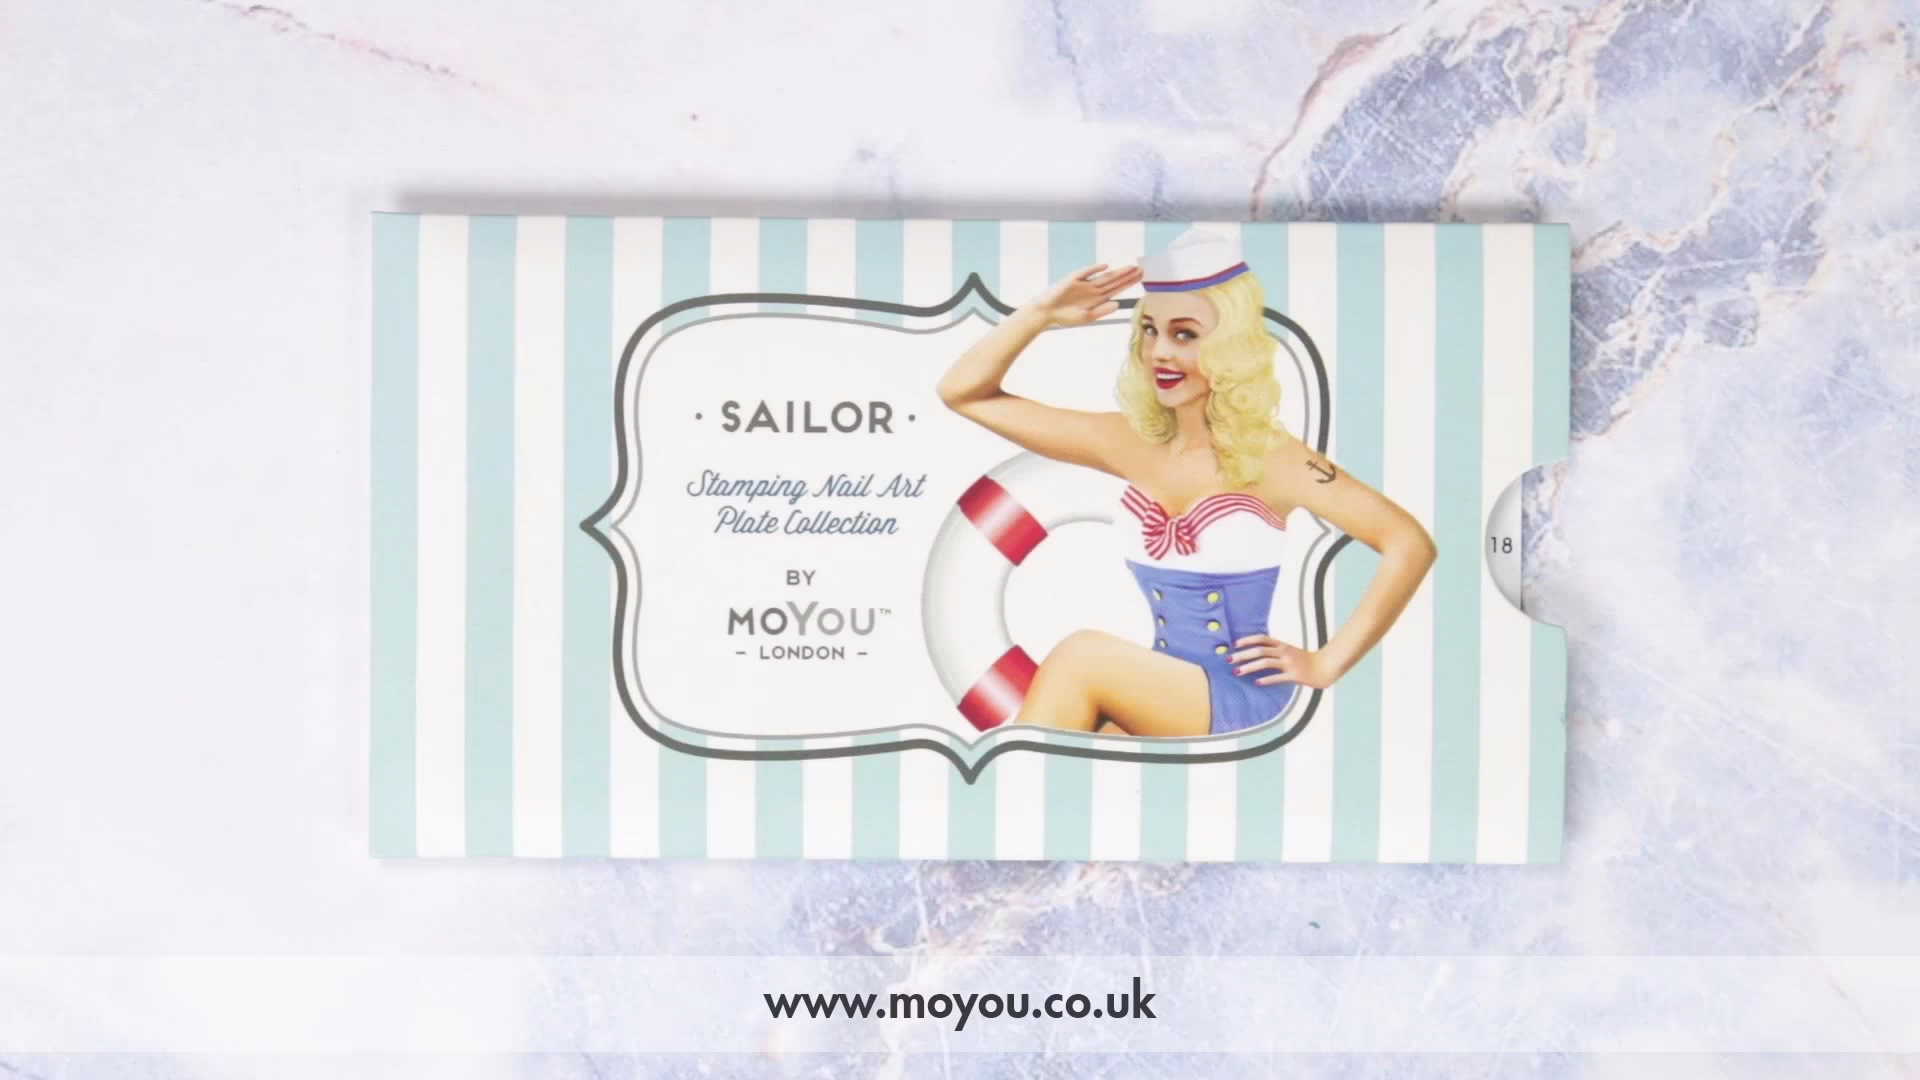 · SAILOR ·
Stamping Nail Art
Plate Collection
BY
MOYOU™
– LONDON –
18
www.moyou.co.uk